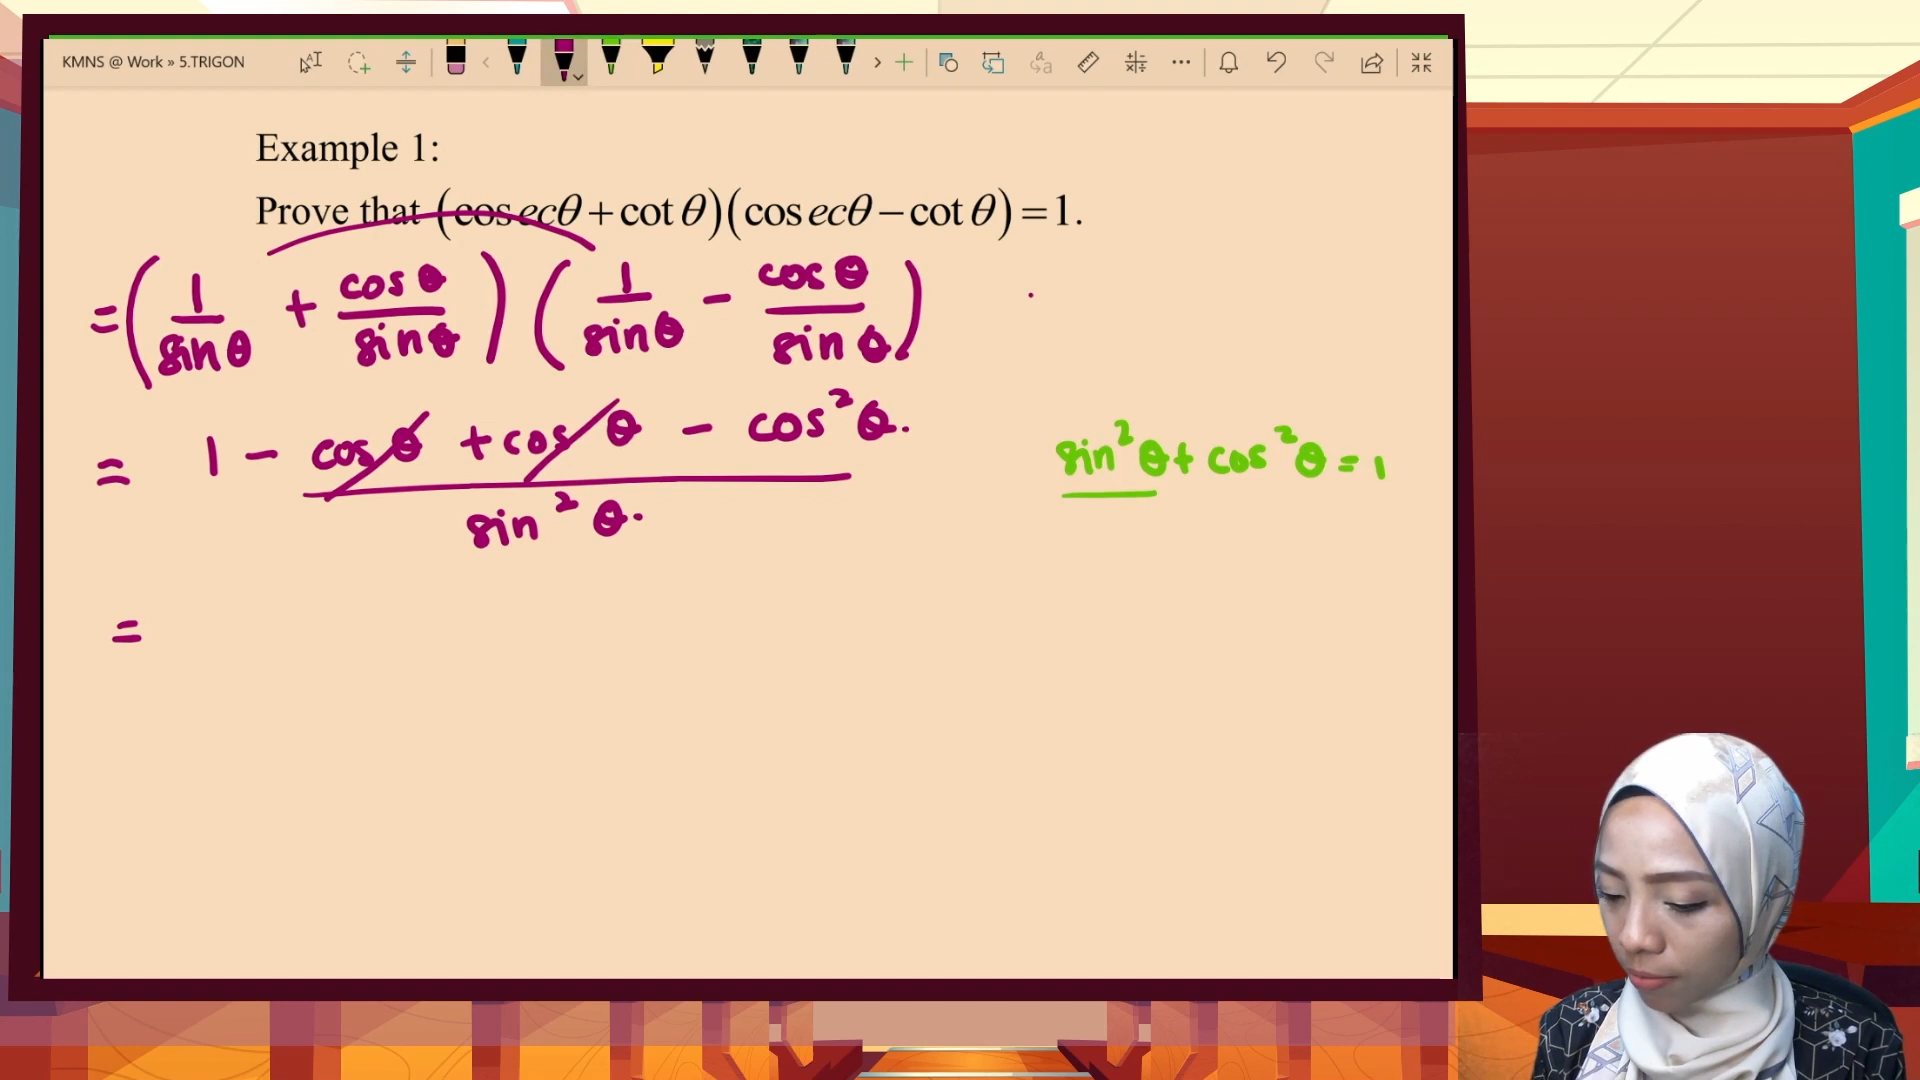 KMNS @ Work » 5.TRIGON
Example 1:
Prove that (cosecθ + cot θ)(cosecθ − cot θ) = 1.
= (1/sinθ + cosθ/sinθ) (1/sinθ − cosθ/sinθ)
= 1 − cosθ + cosθ − cos²θ. / sin²θ.
sin²θ + cos²θ = 1
=